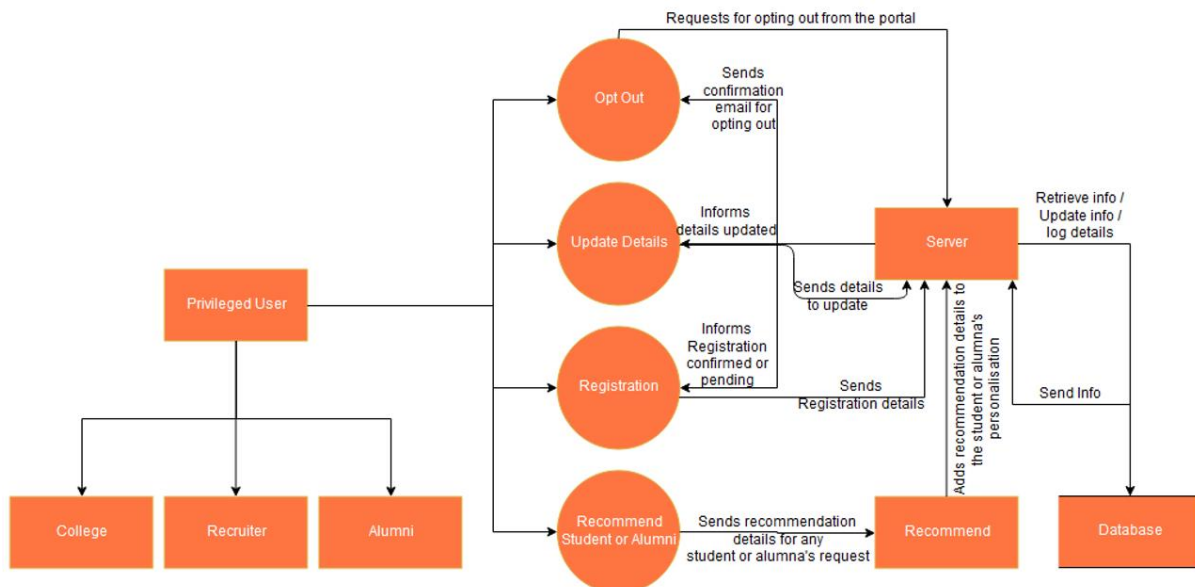 Requests for opting out from the portal
Opt Out
Sends
confirmation
email for
opting out
Update Details
Informs
details updated
Server
Retrieve info /
Update info /
log details
Privileged User
Sends details
to update
Informs
Registration
confirmed or
pending
Registration
Sends
Registration details
Adds recommendation details to
the student or alumna's
personalisation
Send Info
College
Recruiter
Alumni
Recommend
Student or Alumni
Sends recommendation
details for any
student or alumna's request
Recommend
Database